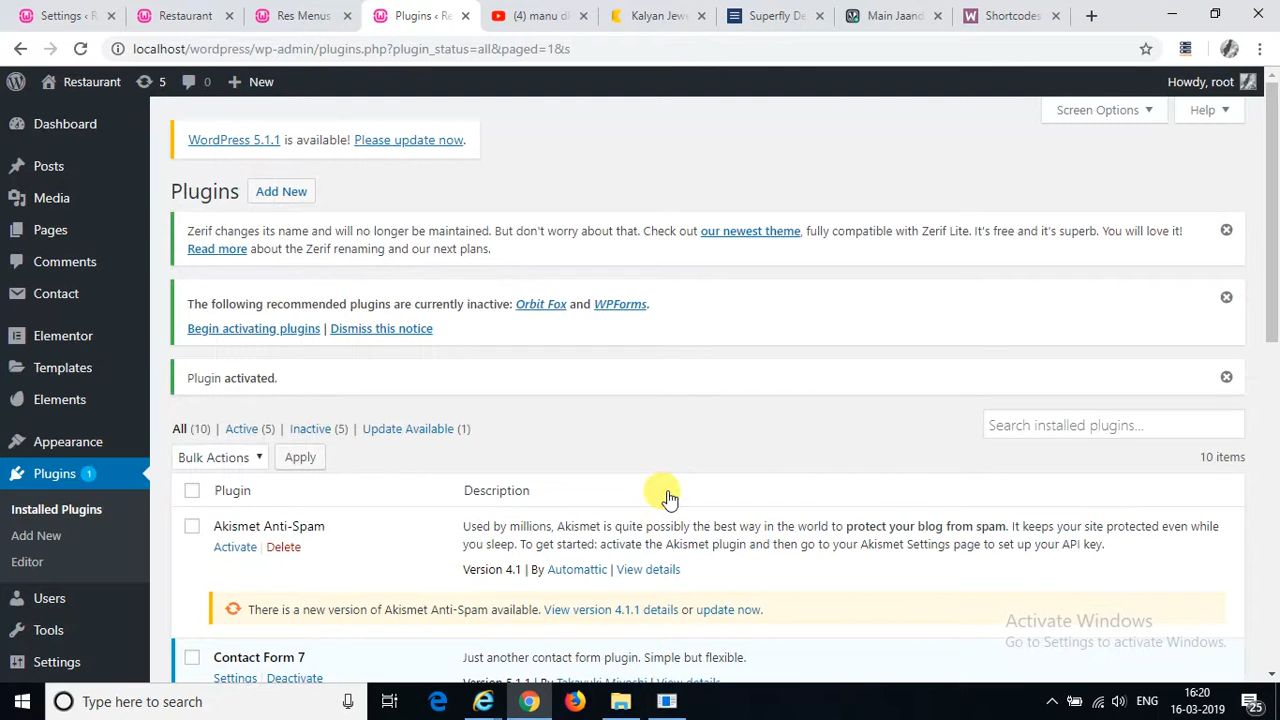 Settings ‹ R
Restaurant
Res Menus
Plugins ‹ Re
(4) manu di
Kalyan Jewe
Superfly De
Main Jaand
Shortcodes
localhost/wordpress/wp-admin/plugins.php?plugin_status=all&paged=1&s
Restaurant
5
0
New
Howdy, root
Dashboard
Posts
Media
Pages
Comments
Contact
Elementor
Templates
Elements
Appearance
Plugins 1
Installed Plugins
Add New
Editor
Users
Tools
Settings
Screen Options
Help
WordPress 5.1.1 is available! Please update now.
Plugins Add New
Zerif changes its name and will no longer be maintained. But don't worry about that. Check out our newest theme, fully compatible with Zerif Lite. It's free and it's superb. You will love it!
Read more about the Zerif renaming and our next plans.
The following recommended plugins are currently inactive: Orbit Fox and WPForms.
Begin activating plugins | Dismiss this notice
Plugin activated.
All (10) | Active (5) | Inactive (5) | Update Available (1)
Search installed plugins...
Bulk Actions Apply
10 items
Plugin Description
Akismet Anti-Spam
Activate | Delete
Used by millions, Akismet is quite possibly the best way in the world to protect your blog from spam. It keeps your site protected even while
you sleep. To get started: activate the Akismet plugin and then go to your Akismet Settings page to set up your API key.
Version 4.1 | By Automattic | View details
There is a new version of Akismet Anti-Spam available. View version 4.1.1 details or update now.
Contact Form 7
Settings | Deactivate
Just another contact form plugin. Simple but flexible.
Version 5.1.1 | By Takayuki Miyoshi | View details
Activate Windows
Go to Settings to activate Windows.
Type here to search
ENG
16:20
16-03-2019
25